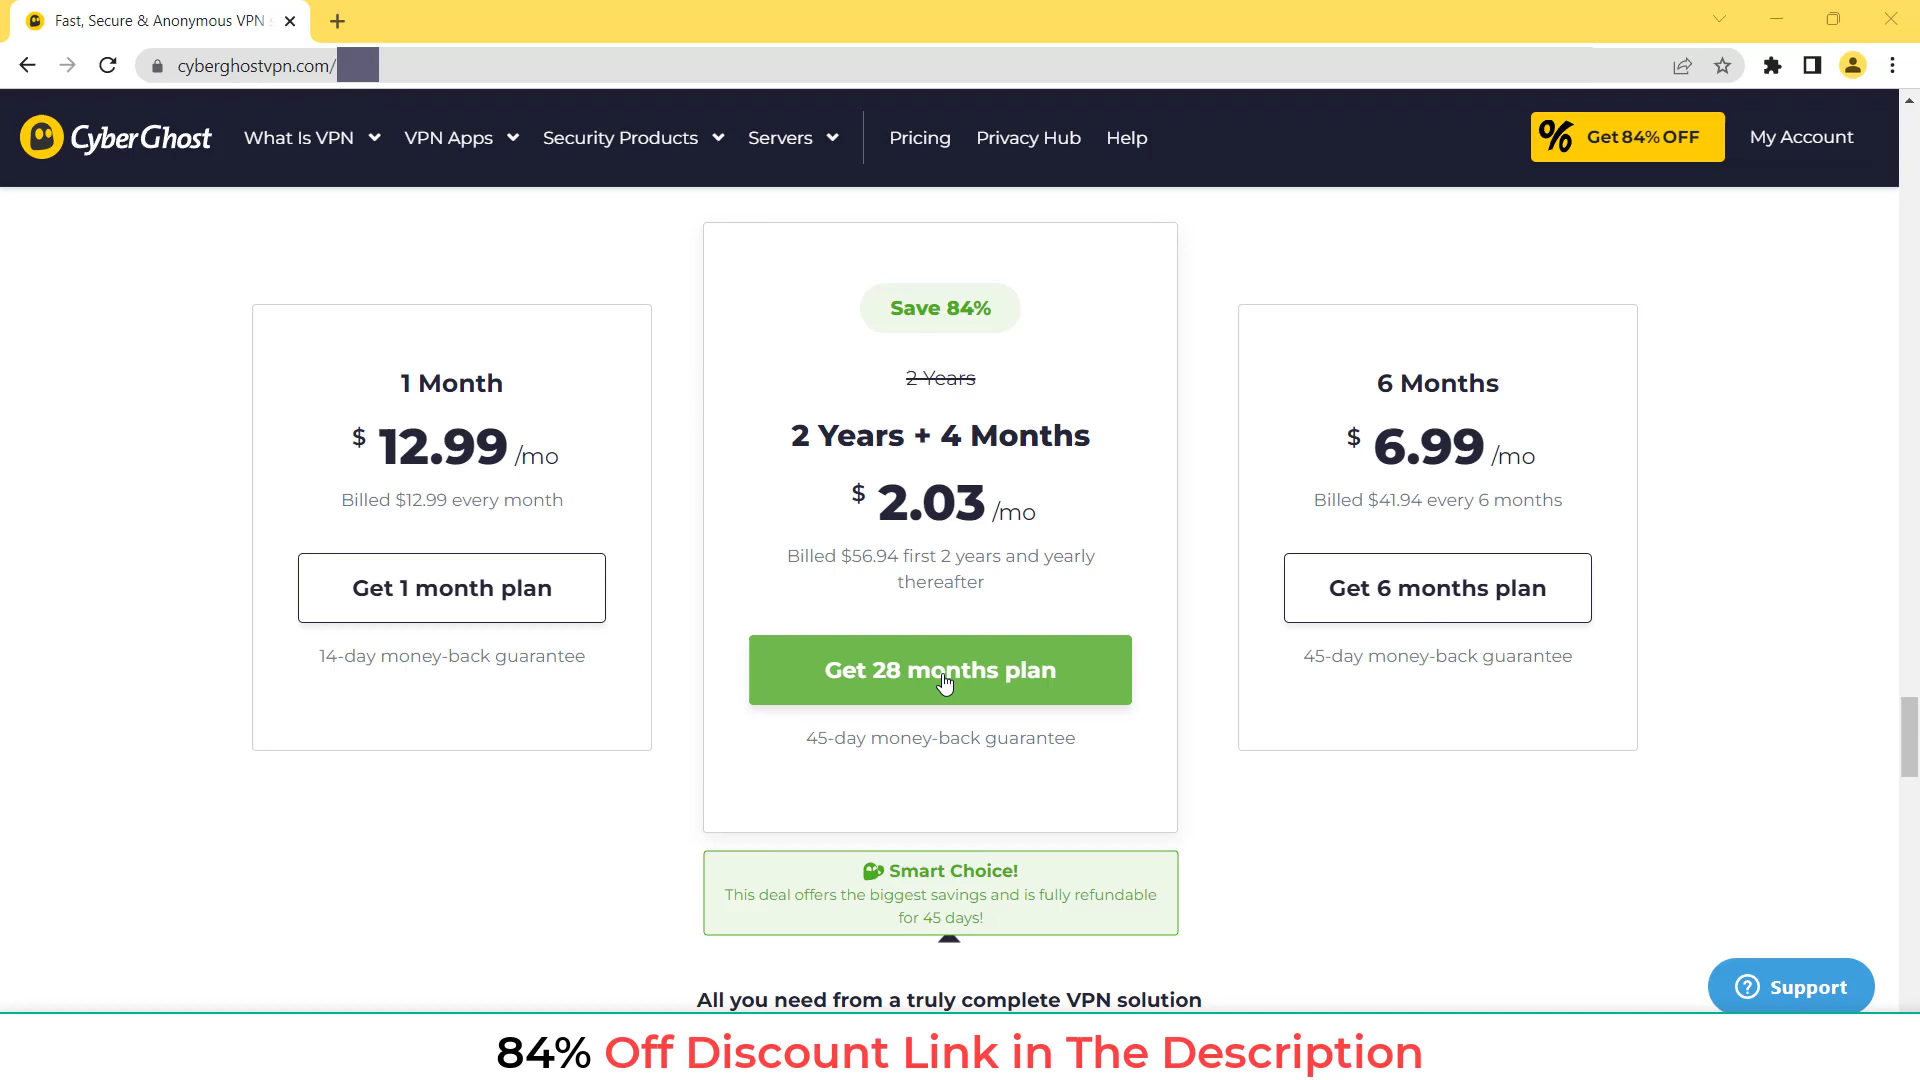 Fast, Secure & Anonymous VPN
cyberghostvpn.com/
CyberGhost
What Is VPN
VPN Apps
Security Products
Servers
Pricing
Privacy Hub
Help
% Get 84% OFF
My Account
1 Month
$ 12.99 /mo
Billed $12.99 every month
Get 1 month plan
14-day money-back guarantee
Save 84%
2 Years
2 Years + 4 Months
$ 2.03 /mo
Billed $56.94 first 2 years and yearly
thereafter
Get 28 months plan
45-day money-back guarantee
6 Months
$ 6.99 /mo
Billed $41.94 every 6 months
Get 6 months plan
45-day money-back guarantee
Smart Choice!
This deal offers the biggest savings and is fully refundable
for 45 days!
All you need from a truly complete VPN solution
? Support
84% Off Discount Link in The Description